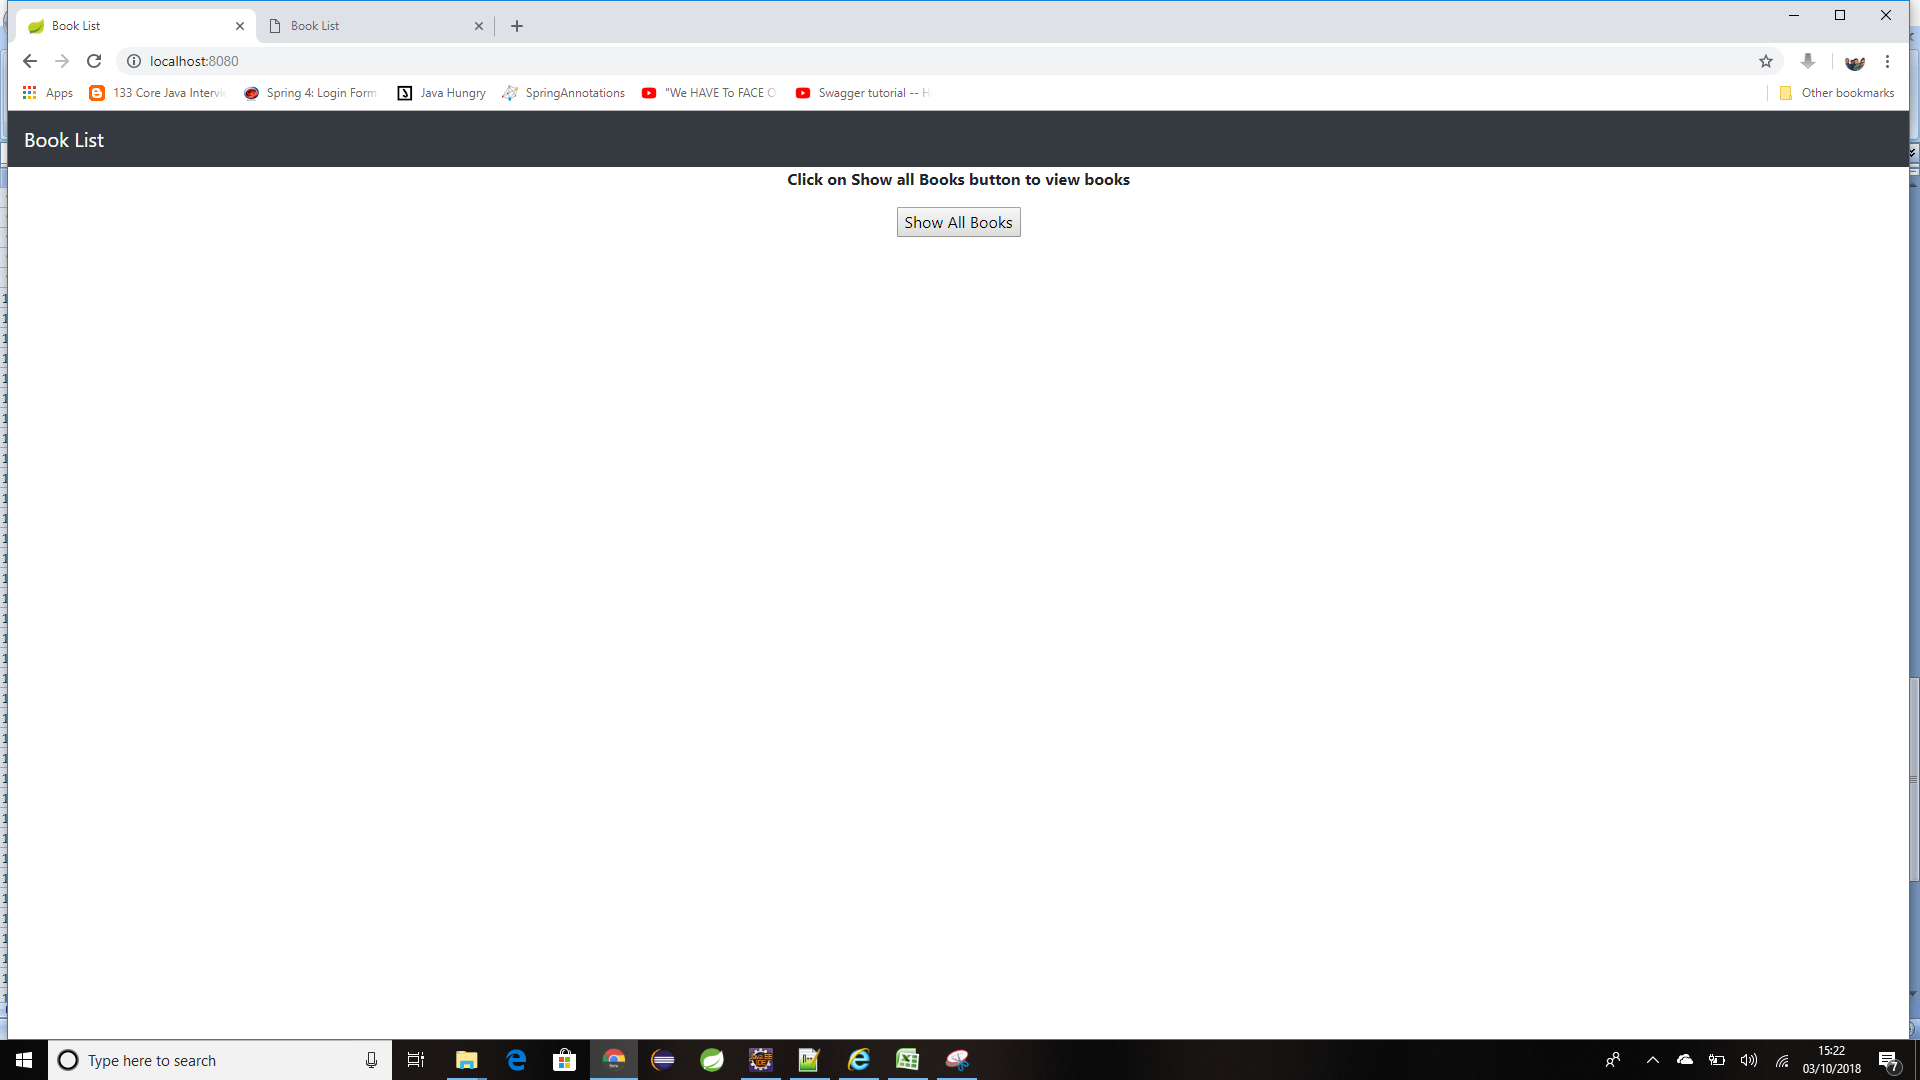 Book List
Book List
localhost:8080
Apps
133 Core Java Intervi
Spring 4: Login Form
Java Hungry
SpringAnnotations
"We HAVE To FACE O
Swagger tutorial -- H
Other bookmarks
Book List
Click on Show all Books button to view books
Show All Books
Type here to search
15:22
03/10/2018
7